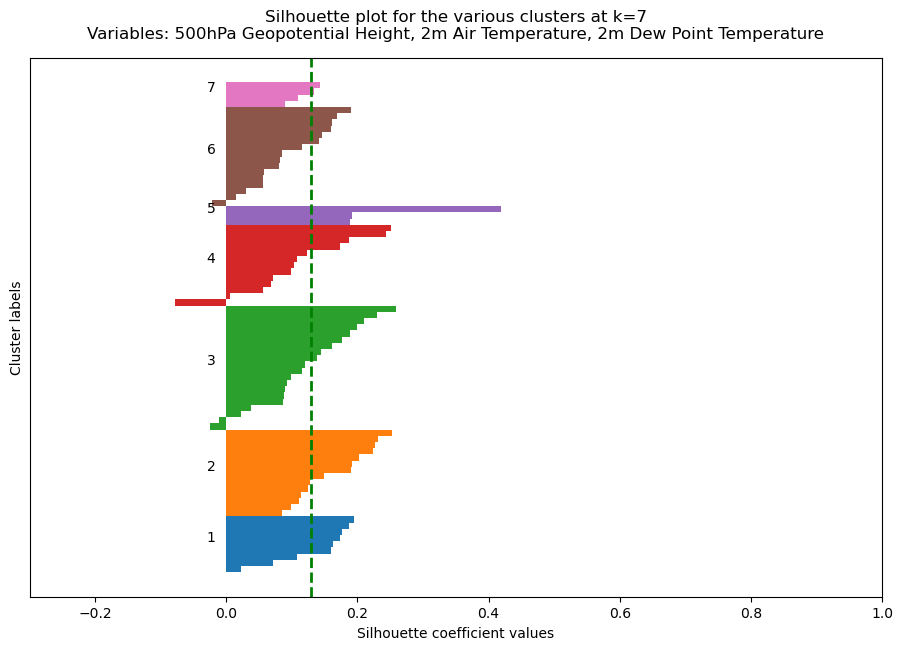 Silhouette plot for the various clusters at k=7
Variables: 500hPa Geopotential Height, 2m Air Temperature, 2m Dew Point Temperature
7
6
5
4
3
2
1
Cluster labels
−0.2 0.0 0.2 0.4 0.6 0.8 1.0
Silhouette coefficient values